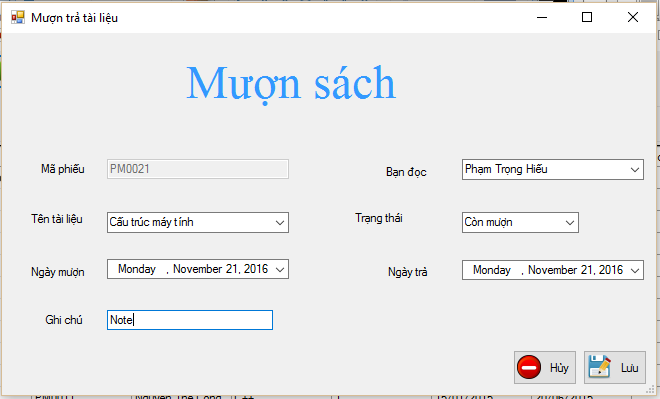 Mượn trả tài liệu
Mượn sách
Mã phiếu PM0021 Bạn đọc Phạm Trọng Hiếu
Tên tài liệu Cấu trúc máy tính Trạng thái Còn mượn
Ngày mượn Monday , November 21, 2016 Ngày trả Monday , November 21, 2016
Ghi chú Note
Hủy Lưu